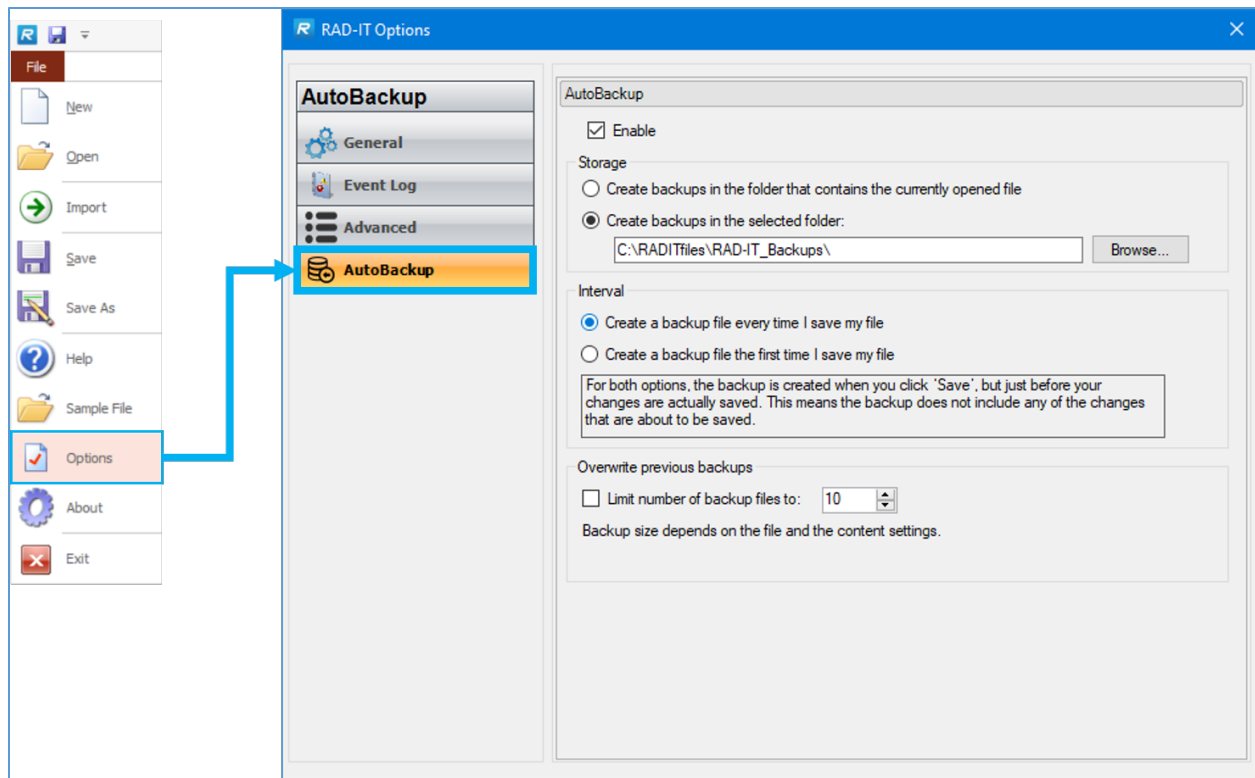 File
New
Open
Import
Save
Save As
Help
Sample File
Options
About
Exit
RAD-IT Options
AutoBackup
General
Event Log
Advanced
AutoBackup
AutoBackup
Enable
Storage
Create backups in the folder that contains the currently opened file
Create backups in the selected folder:
C:\RADITfiles\RAD-IT_Backups\
Browse...
Interval
Create a backup file every time I save my file
Create a backup file the first time I save my file
For both options, the backup is created when you click 'Save', but just before your
changes are actually saved. This means the backup does not include any of the changes
that are about to be saved.
Overwrite previous backups
Limit number of backup files to: 10
Backup size depends on the file and the content settings.